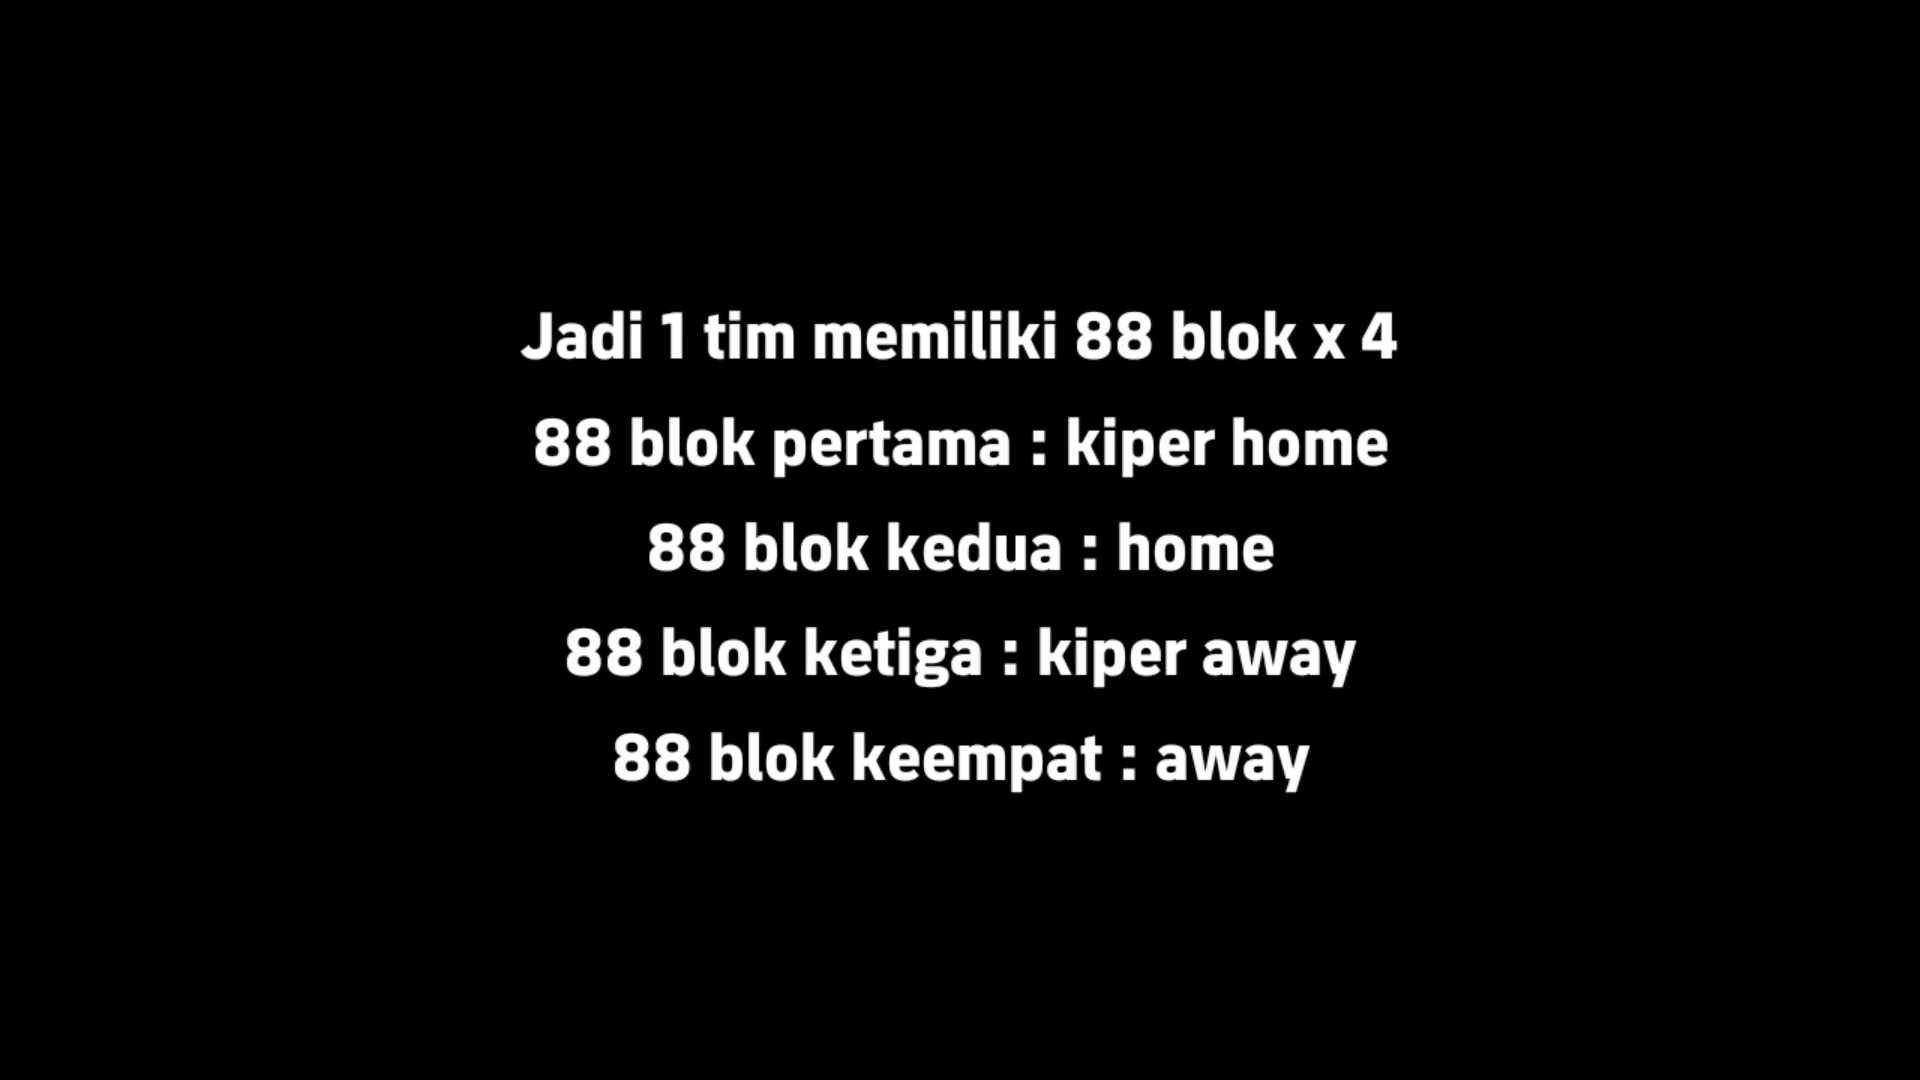 Jadi 1 tim memiliki 88 blok x 4
88 blok pertama : kiper home
88 blok kedua : home
88 blok ketiga : kiper away
88 blok keempat : away